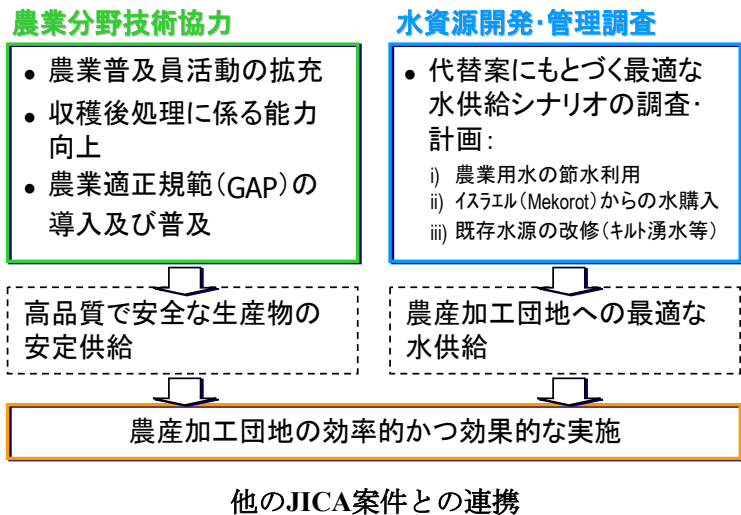 農業分野技術協力
● 農業普及員活動の拡充
● 収穫後処理に係る能力
向上
● 農業適正規範（GAP）の
導入及び普及
高品質で安全な生産物の
安定供給
水資源開発･管理調査
● 代替案にもとづく最適な
水供給シナリオの調査･
計画：
i) 農業用水の節水利用
ii) ｲｽﾗｴﾙ（Mekorot）からの水購入
iii) 既存水源の改修（ｷﾙﾄ湧水等）
農産加工団地への最適な
水供給
農産加工団地の効率的かつ効果的な実施
他のJICA案件との連携